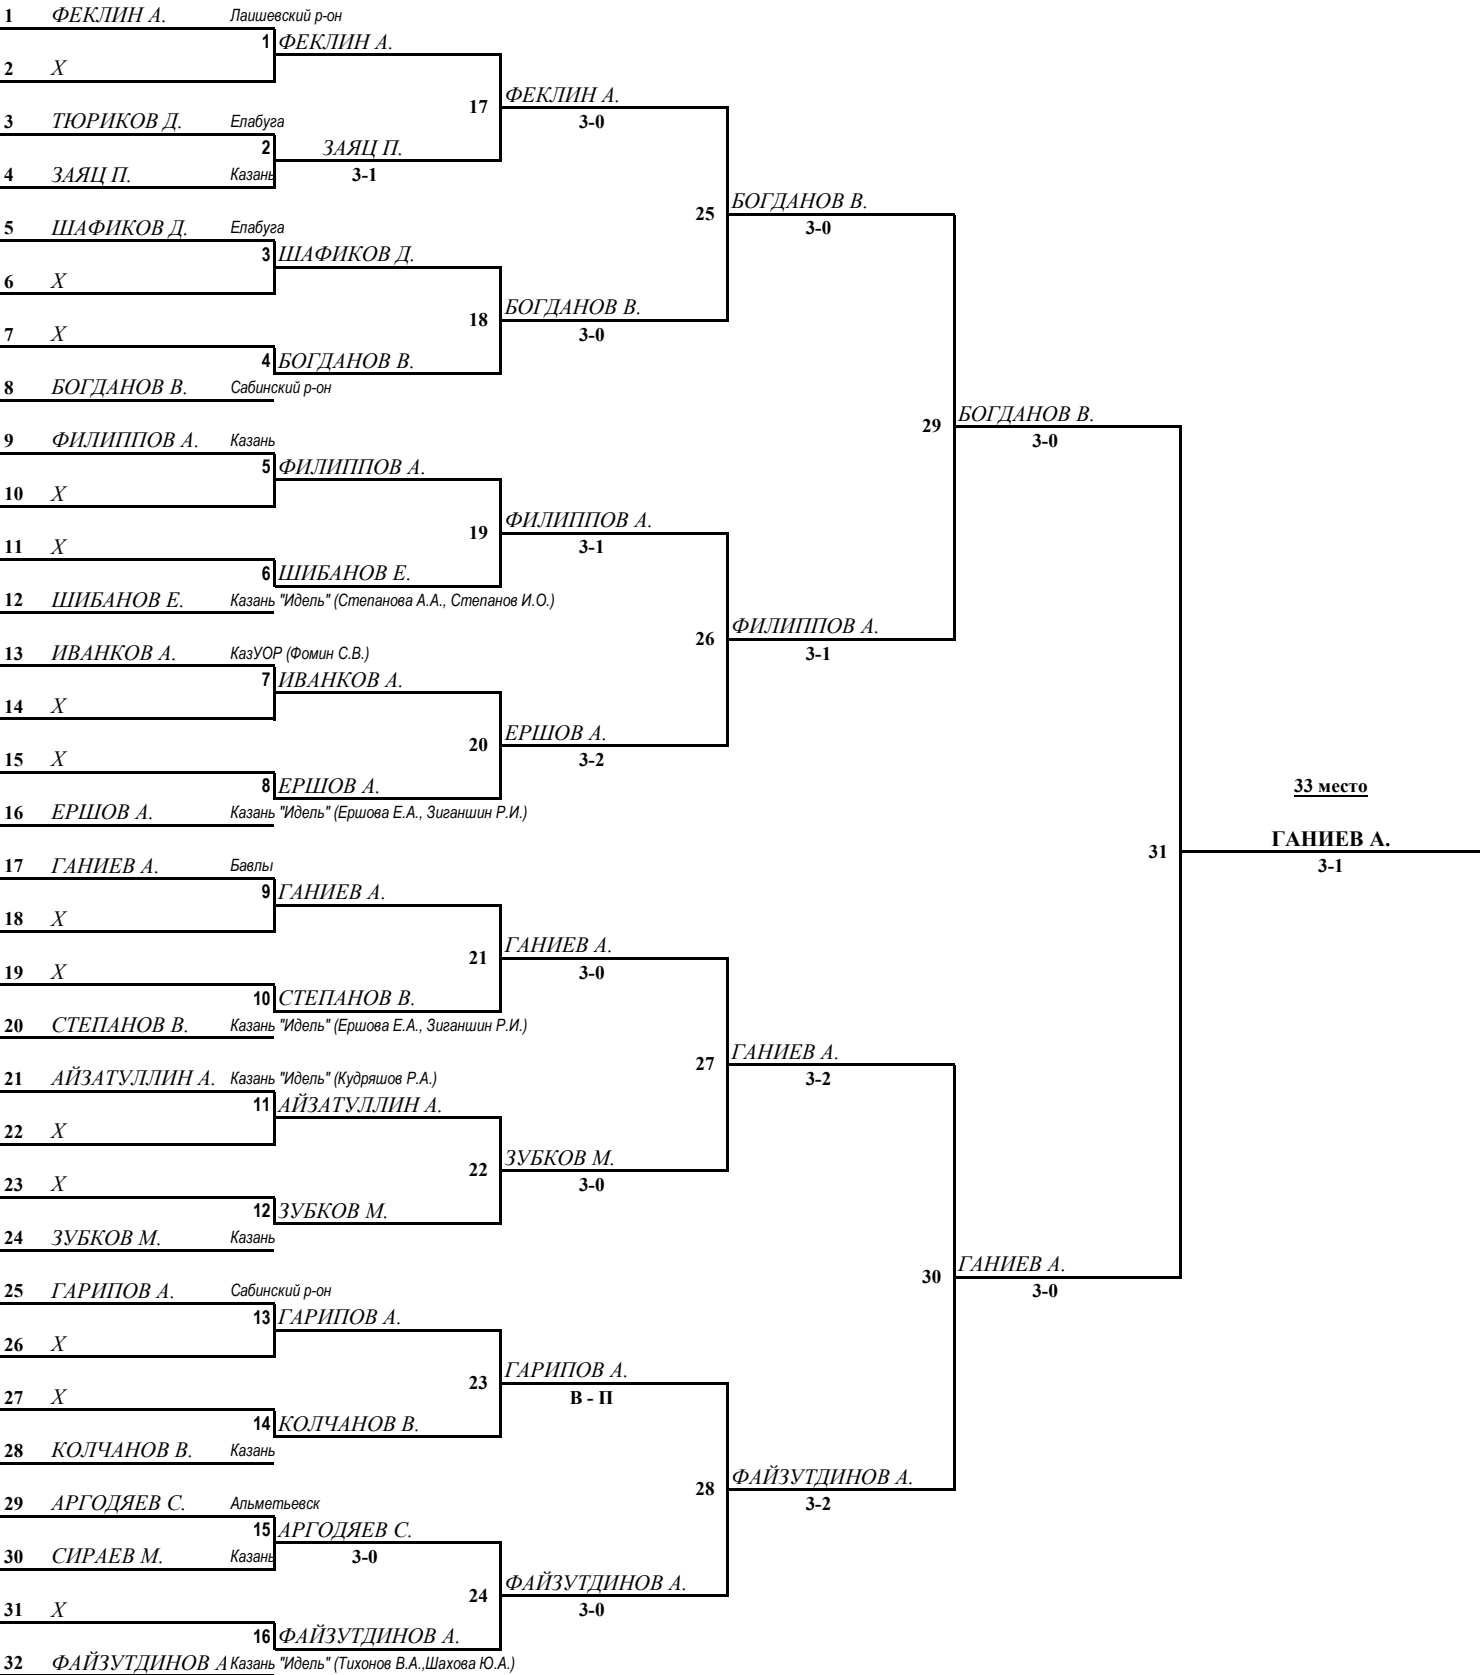 1 ФЕКЛИН А. Лаишевский р-он
1 ФЕКЛИН А.
2 Х
17 ФЕКЛИН А.
3-0
3 ТЮРИКОВ Д. Елабуга
2 ЗАЯЦ П.
4 ЗАЯЦ П. Казань 3-1
25 БОГДАНОВ В.
3-0
5 ШАФИКОВ Д. Елабуга
3 ШАФИКОВ Д.
6 Х
18 БОГДАНОВ В.
3-0
7 Х
4 БОГДАНОВ В.
8 БОГДАНОВ В. Сабинский р-он
29 БОГДАНОВ В.
3-0
9 ФИЛИППОВ А. Казань
5 ФИЛИППОВ А.
10 Х
19 ФИЛИППОВ А.
3-1
11 Х
6 ШИБАНОВ Е.
12 ШИБАНОВ Е. Казань "Идель" (Степанова А.А., Степанов И.О.)
26 ФИЛИППОВ А.
3-1
13 ИВАНКОВ А. КазУОР (Фомин С.В.)
7 ИВАНКОВ А.
14 Х
20 ЕРШОВ А.
3-2
15 Х
8 ЕРШОВ А.
16 ЕРШОВ А. Казань "Идель" (Ершова Е.А., Зиганшин Р.И.)
33 место
31 ГАНИЕВ А.
3-1
17 ГАНИЕВ А. Бавлы
9 ГАНИЕВ А.
18 Х
21 ГАНИЕВ А.
3-0
19 Х
10 СТЕПАНОВ В.
20 СТЕПАНОВ В. Казань "Идель" (Ершова Е.А., Зиганшин Р.И.)
27 ГАНИЕВ А.
3-2
21 АЙЗАТУЛЛИН А. Казань "Идель" (Кудряшов Р.А.)
11 АЙЗАТУЛЛИН А.
22 Х
22 ЗУБКОВ М.
3-0
23 Х
12 ЗУБКОВ М.
24 ЗУБКОВ М. Казань
30 ГАНИЕВ А.
3-0
25 ГАРИПОВ А. Сабинский р-он
13 ГАРИПОВ А.
26 Х
23 ГАРИПОВ А.
В - П
27 Х
14 КОЛЧАНОВ В.
28 КОЛЧАНОВ В. Казань
28 ФАЙЗУТДИНОВ А.
3-2
29 АРГОДЯЕВ С. Альметьевск
15 АРГОДЯЕВ С.
30 СИРАЕВ М. Казань 3-0
24 ФАЙЗУТДИНОВ А.
3-0
31 Х
16 ФАЙЗУТДИНОВ А.
32 ФАЙЗУТДИНОВ А Казань "Идель" (Тихонов В.А.,Шахова Ю.А.)